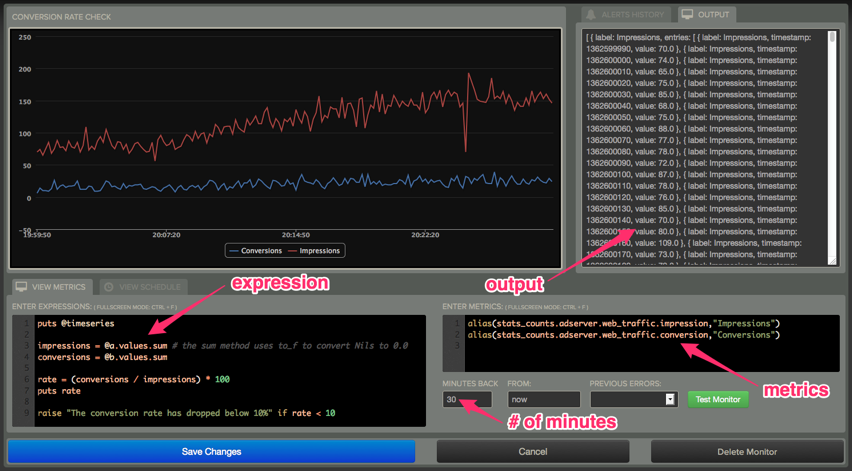 CONVERSION RATE CHECK
250
200
150
100
50
0
-50
19:59:50
20:07:20
20:14:50
20:22:20
Conversions
Impressions
ALERTS HISTORY
OUTPUT
[ { label: Impressions, entries: [ { label: Impressions, timestamp:
1362599990, value: 70.0 }, { label: Impressions, timestamp:
1362600000, value: 74.0 }, { label: Impressions, timestamp:
1362600010, value: 65.0 }, { label: Impressions, timestamp:
1362600020, value: 75.0 }, { label: Impressions, timestamp:
1362600030, value: 85.0 }, { label: Impressions, timestamp:
1362600040, value: 68.0 }, { label: Impressions, timestamp:
1362600050, value: 75.0 }, { label: Impressions, timestamp:
1362600060, value: 88.0 }, { label: Impressions, timestamp:
1362600070, value: 77.0 }, { label: Impressions, timestamp:
1362600080, value: 78.0 }, { label: Impressions, timestamp:
1362600090, value: 72.0 }, { label: Impressions, timestamp:
1362600100, value: 87.0 }, { label: Impressions, timestamp:
1362600110, value: 78.0 }, { label: Impressions, timestamp:
1362600120, value: 76.0 }, { label: Impressions, timestamp:
1362600130, value: 85.0 }, { label: Impressions, timestamp:
1362600140, value: 70.0 }, { label: Impressions, timestamp:
value: 80.0 }, { label: Impressions, timestamp:
value: 109.0 }, { label: Impressions, timestamp:
1362600170, value: 73.0 }, { label: Impressions, timestamp:
output
VIEW METRICS
VIEW SCHEDULE
expression
ENTER EXPRESSIONS: ( FULLSCREEN MODE: CTRL + F )
1 puts @timeseries
2
3 impressions = @a.values.sum # the sum method uses to_f to convert Nils to 0.0
4 conversions = @b.values.sum
5
6 rate = (conversions / impressions) * 100
7 puts rate
8
9 raise "The conversion rate has dropped below 10%" if rate < 10
ENTER METRICS: ( FULLSCREEN MODE: CTRL + F )
1 alias(stats_counts.adserver.web_traffic.impression,"Impressions")
2 alias(stats_counts.adserver.web_traffic.conversion,"Conversions")
3
metrics
MINUTES BACK
FROM:
PREVIOUS ERRORS:
30
now
Test Monitor
# of minutes
Save Changes
Cancel
Delete Monitor